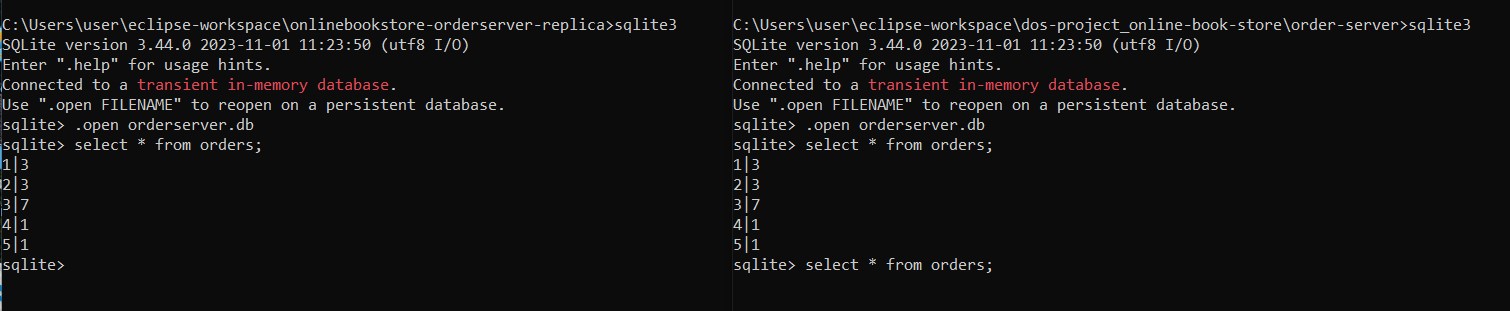 C:\Users\user\eclipse-workspace\onlinebookstore-orderserver-replica>sqlite3
SQLite version 3.44.0 2023-11-01 11:23:50 (utf8 I/O)
Enter ".help" for usage hints.
Connected to a transient in-memory database.
Use ".open FILENAME" to reopen on a persistent database.
sqlite> .open orderserver.db
sqlite> select * from orders;
1|3
2|3
3|7
4|1
5|1
sqlite>
C:\Users\user\eclipse-workspace\dos-project_online-book-store\order-server>sqlite3
SQLite version 3.44.0 2023-11-01 11:23:50 (utf8 I/O)
Enter ".help" for usage hints.
Connected to a transient in-memory database.
Use ".open FILENAME" to reopen on a persistent database.
sqlite> .open orderserver.db
sqlite> select * from orders;
1|3
2|3
3|7
4|1
5|1
sqlite> select * from orders;